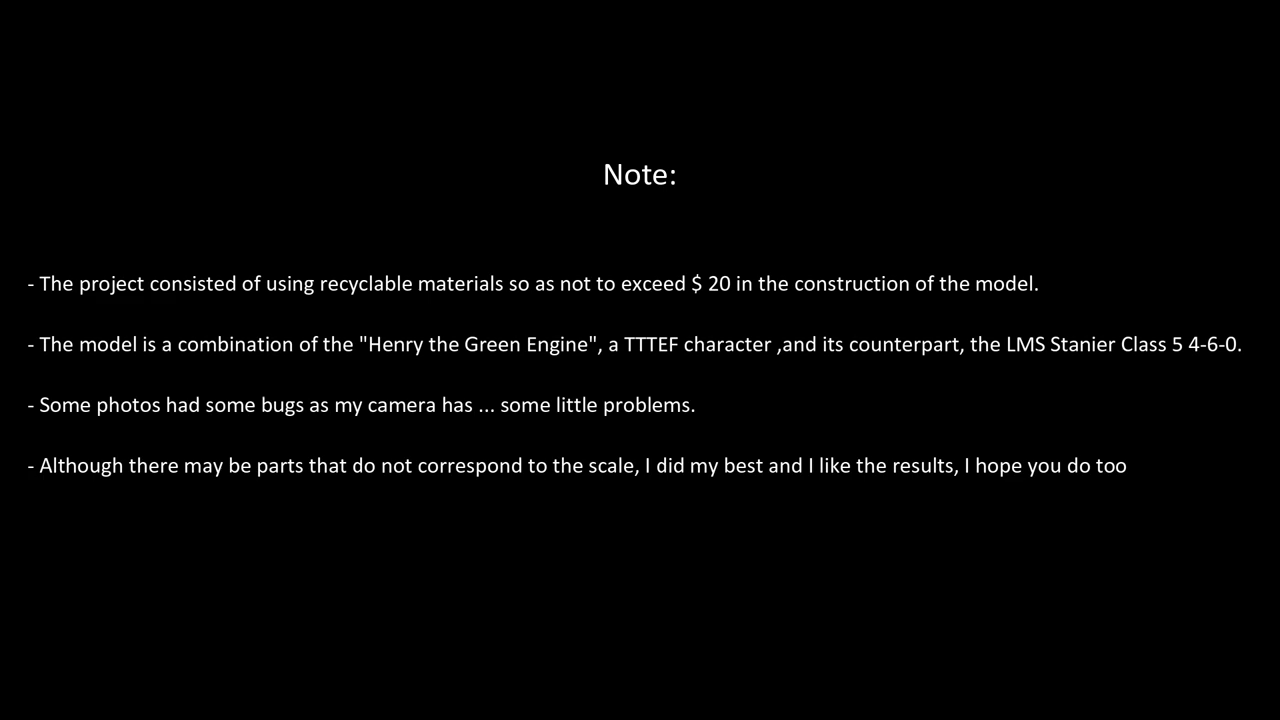 Note:
- The project consisted of using recyclable materials so as not to exceed $ 20 in the construction of the model.
- The model is a combination of the "Henry the Green Engine", a TTTEF character ,and its counterpart, the LMS Stanier Class 5 4-6-0.
- Some photos had some bugs as my camera has ... some little problems.
- Although there may be parts that do not correspond to the scale, I did my best and I like the results, I hope you do too